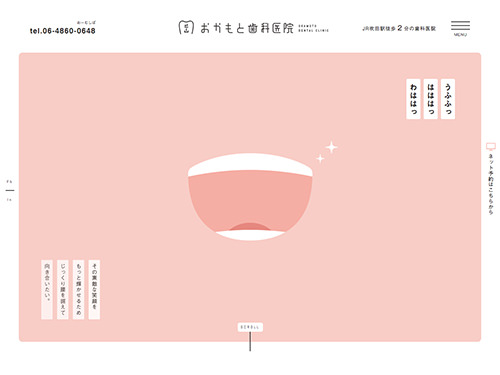 おーむしば
tel.06-4860-0648
おかもと歯科医院
OKAMOTO
DENTAL CLINIC
JR吹田駅徒歩2分の歯科医院
MENU
うふふっ
はははっ
わははっ
ネット予約はこちらから
その素敵な笑顔を
もっと輝かせるため
じっくり腰を据えて
向き合いたい。
SCROLL